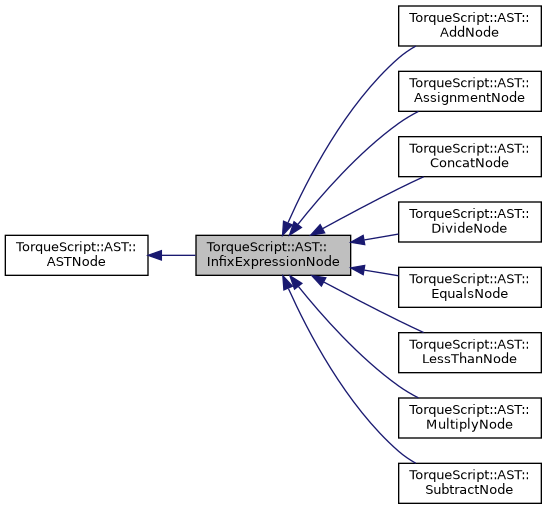 TorqueScript::AST::
ASTNode
TorqueScript::AST::
InfixExpressionNode
TorqueScript::AST::
AddNode
TorqueScript::AST::
AssignmentNode
TorqueScript::AST::
ConcatNode
TorqueScript::AST::
DivideNode
TorqueScript::AST::
EqualsNode
TorqueScript::AST::
LessThanNode
TorqueScript::AST::
MultiplyNode
TorqueScript::AST::
SubtractNode